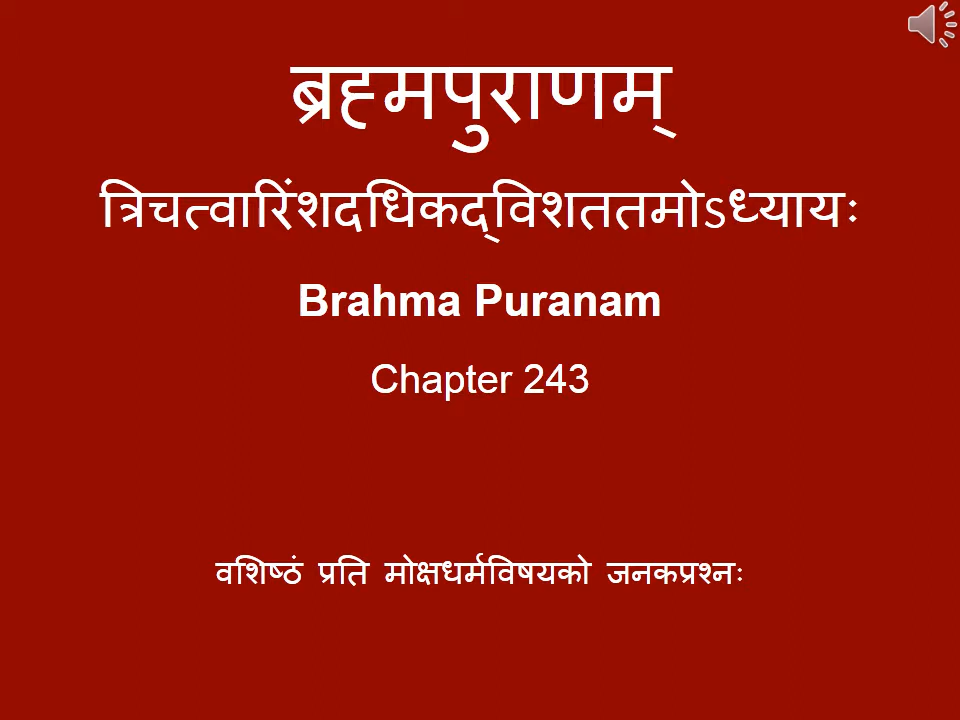 ब्रह्मपुराणम्
त्रिचत्वारिंशदधिकद्विशततमोऽध्यायः
Brahma Puranam
Chapter 243
वशिष्ठं प्रति मोक्षधर्मविषयको जनकप्रश्नः